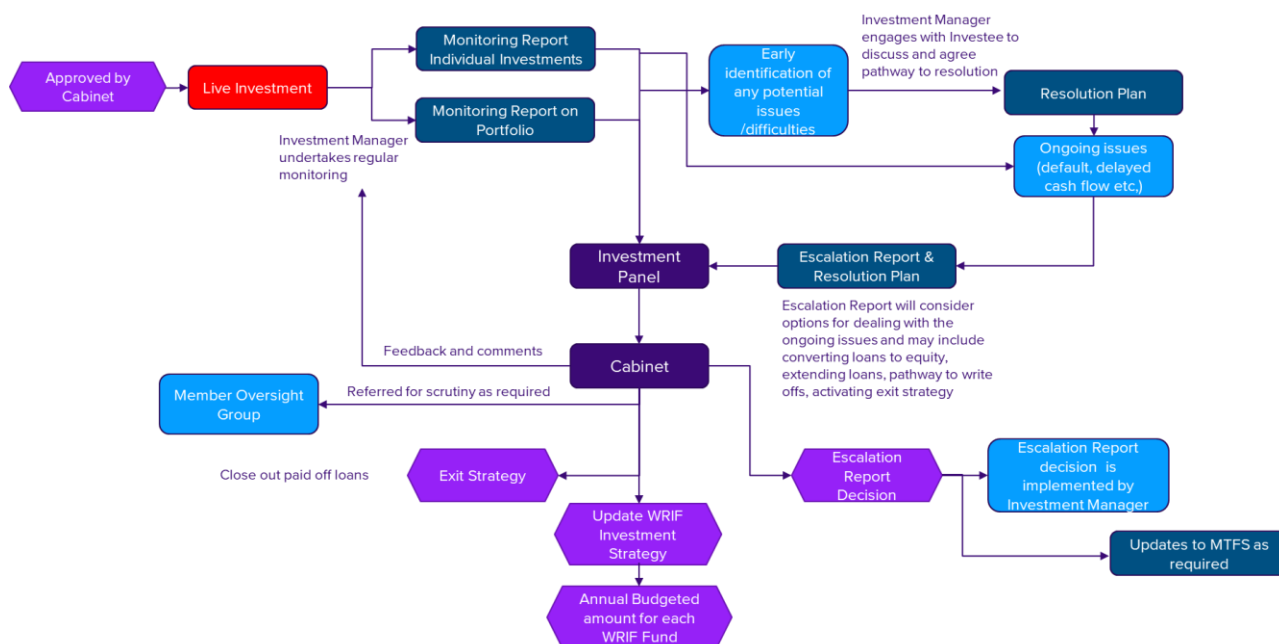 Approved by
Cabinet
Live Investment
Monitoring Report
Individual Investments
Monitoring Report on
Portfolio
Investment Manager
undertakes regular
monitoring
Early
identification of
any potential
issues
/difficulties
Investment Manager
engages with Investee to
discuss and agree
pathway to resolution
Resolution Plan
Ongoing issues
(default, delayed
cash flow etc,)
Investment
Panel
Escalation Report &
Resolution Plan
Escalation Report will consider
options for dealing with the
ongoing issues and may include
converting loans to equity,
extending loans, pathway to write
offs, activating exit strategy
Feedback and comments
Cabinet
Member Oversight
Group
Referred for scrutiny as required
Close out paid off loans
Exit Strategy
Escalation
Report
Decision
Escalation Report
decision is
implemented by
Investment Manager
Update WRIF
Investment
Strategy
Updates to MTFS as
required
Annual Budgeted
amount for each
WRIF Fund